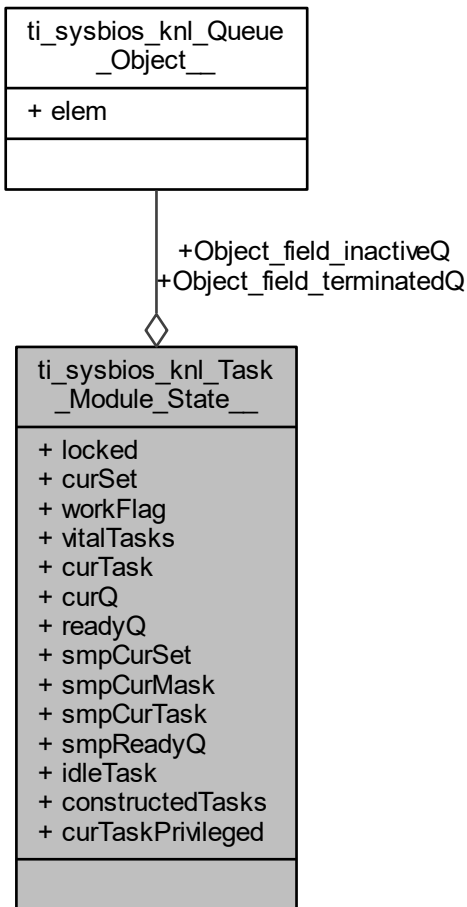 ti_sysbios_knl_Queue
_Object__
+ elem
+Object_field_inactiveQ
+Object_field_terminatedQ
ti_sysbios_knl_Task
_Module_State__
+ locked
+ curSet
+ workFlag
+ vitalTasks
+ curTask
+ curQ
+ readyQ
+ smpCurSet
+ smpCurMask
+ smpCurTask
+ smpReadyQ
+ idleTask
+ constructedTasks
+ curTaskPrivileged